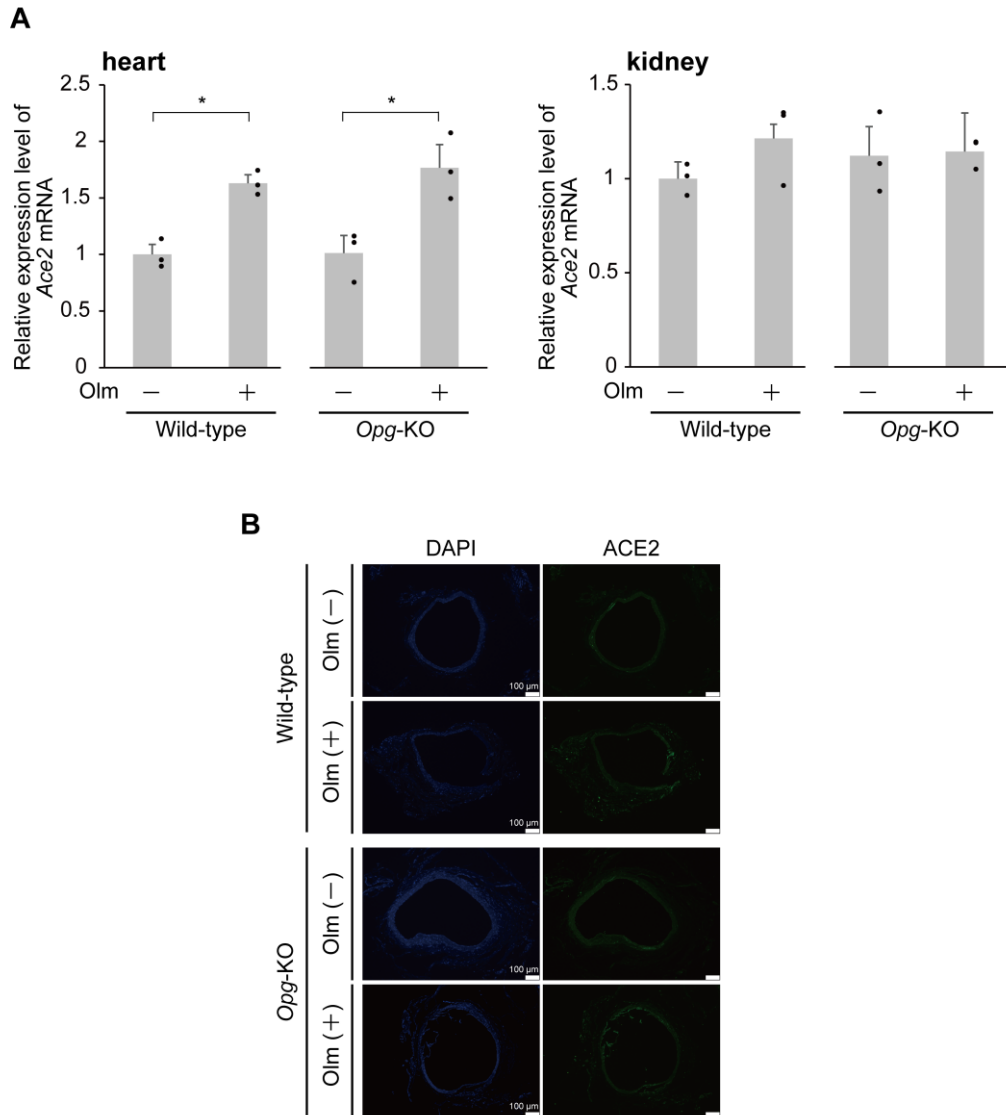 A
heart
Relative expression level of
Ace2 mRNA
2.5
2
1.5
1
0.5
0
*
*
Olm
− + − +
Wild-type Opg-KO
kidney
Relative expression level of
Ace2 mRNA
1.5
1
0.5
0
Olm
− + − +
Wild-type Opg-KO
B
DAPI ACE2
Wild-type
Olm (−)
100 µm
Olm (+)
100 µm
Opg-KO
Olm (−)
100 µm
Olm (+)
100 µm